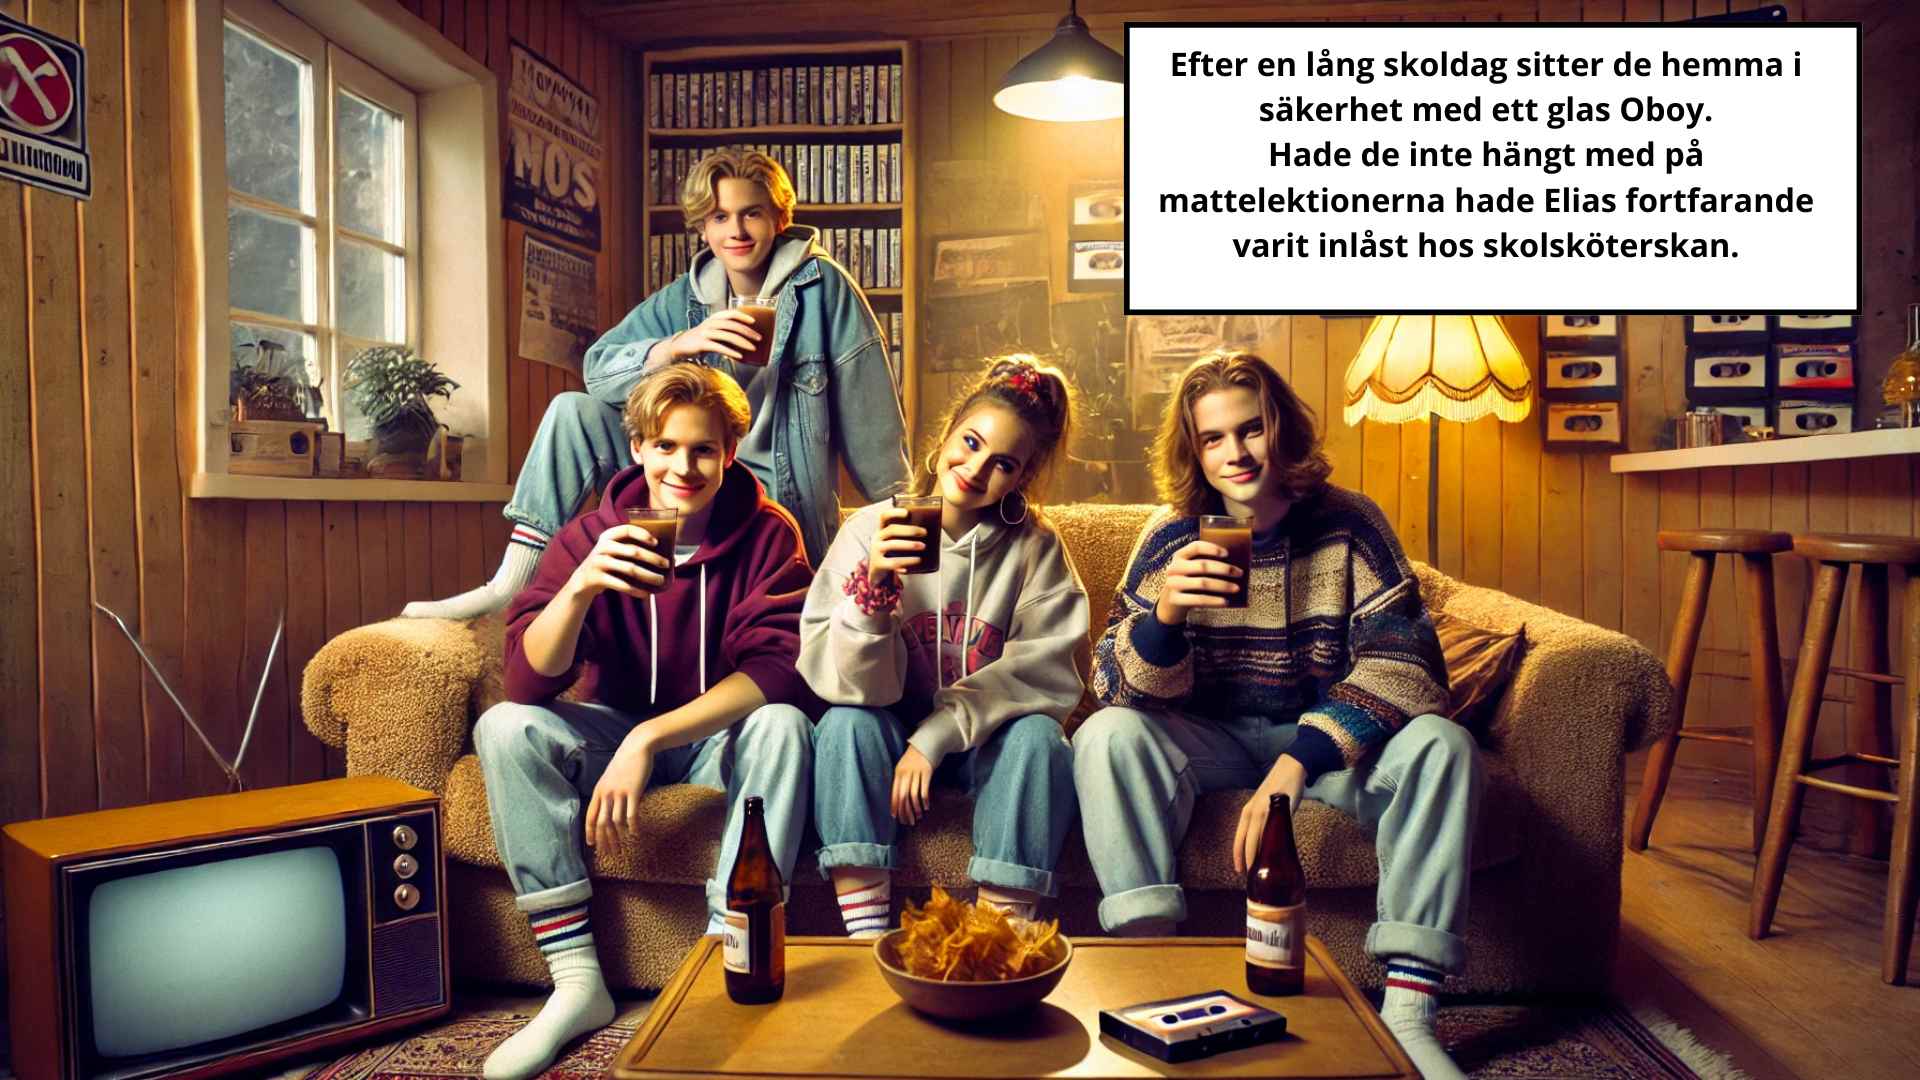 Efter en lång skoldag sitter de hemma i
säkerhet med ett glas Oboy.
Hade de inte hängt med på
mattelektionerna hade Elias fortfarande
varit inlåst hos skolsköterskan.
MOS